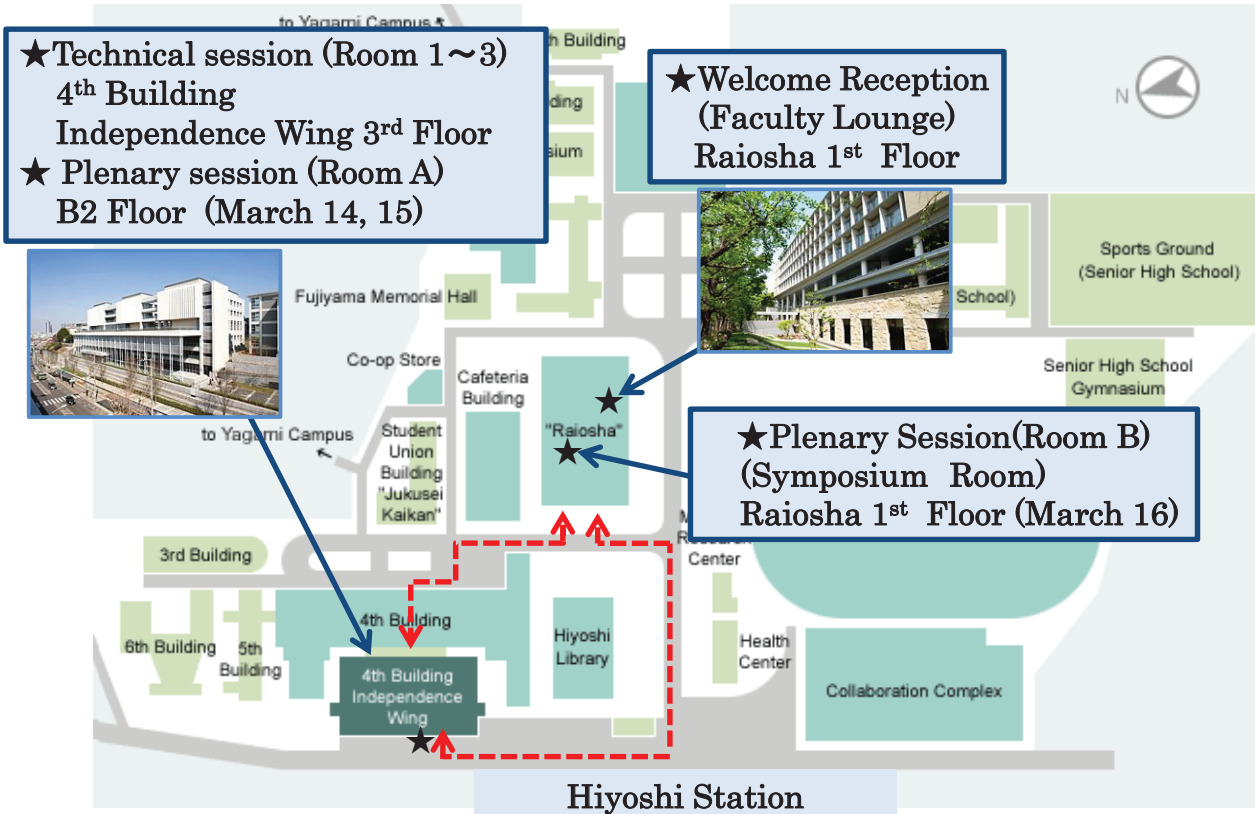 to Yagami Campus
★Technical session (Room 1～3)
4th Building
Independence Wing 3rd Floor
★ Plenary session (Room A)
B2 Floor (March 14, 15)
Building
★Welcome Reception
(Faculty Lounge)
Raiosha 1st Floor
N
Sports Ground
(Senior High School)
School)
Fujiyama Memorial Hall
Co-op Store
Cafeteria
Building
Senior High School
Gymnasium
to Yagami Campus
Student
Union
Building
"Jukusei
Kaikan"
"Raiosha"
★Plenary Session(Room B)
(Symposium Room)
Raiosha 1st Floor (March 16)
Center
3rd Building
4th Building
6th Building
5th
Building
Hiyoshi
Library
Health
Center
4th Building
Independence
Wing
Collaboration Complex
Hiyoshi Station